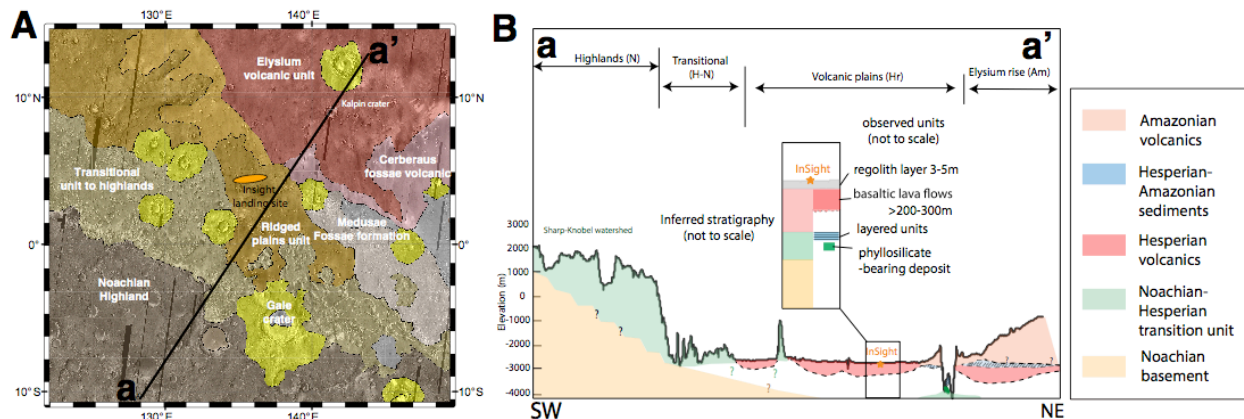 A
130°E
140°E
a'
Elysium
volcanic unit
10°N
10°N
Kalpin crater
Cerberaus
fossae volcanic
Transitional
unit to highlands
Insight
landing site
Medusae
Fossae formation
Ridged
plains unit
0°
0°
Noachian
Highland
Gale
crater
10°S
10°S
a
130°E
140°E
B
a
a'
Highlands (N)
Transitional
(H-N)
Volcanic plains (Hr)
Elysium rise (Am)
observed units
(not to scale)
InSight
regolith layer 3-5m
basaltic lava flows
>200-300m
layered units
phyllosilicate
-bearing deposit
Inferred stratigraphy
(not to scale)
Sharp-Knobel watershed
Elevation (m)
3000
2000
1000
0
-1000
-2000
-3000
-4000
?
?
?
?
?
?
?
?
InSight
SW
NE
Amazonian
volcanics
Hesperian-
Amazonian
sediments
Hesperian
volcanics
Noachian-
Hesperian
transition unit
Noachian
basement